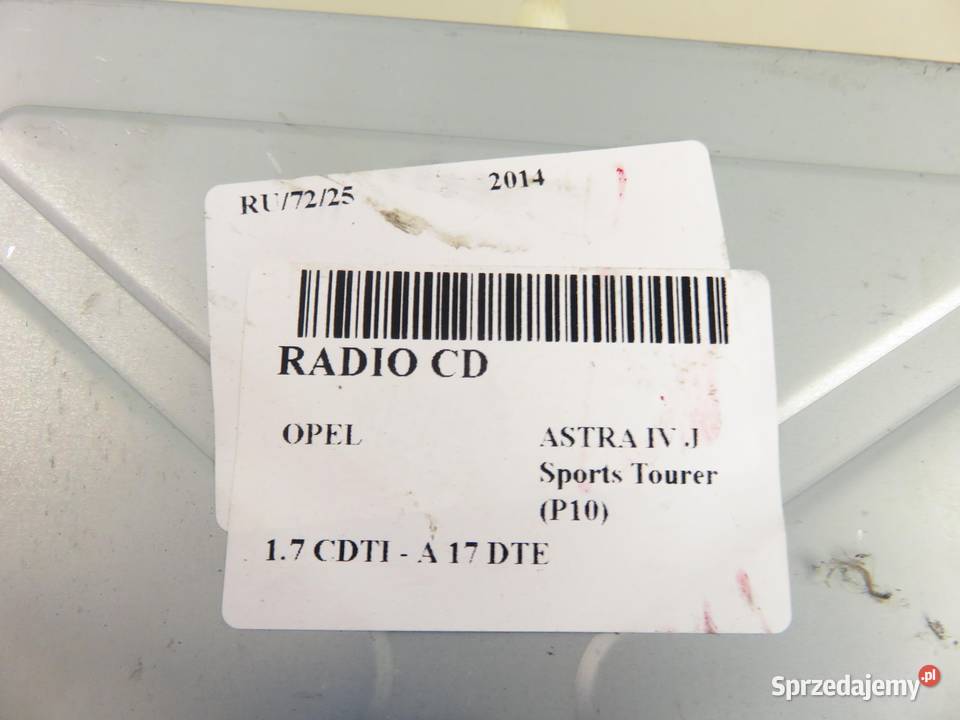 RU/72/25 2014
RADIO CD
OPEL ASTRA IV J
Sports Tourer
(P10)
1.7 CDTI - A 17 DTE
Sprzedajemy.pl